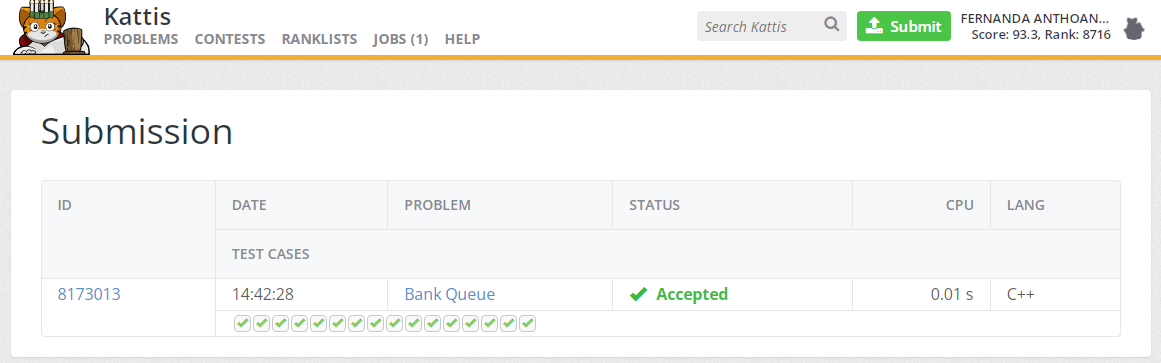 Kattis
PROBLEMS CONTESTS RANKLISTS JOBS (1) HELP
Search Kattis
Submit
FERNANDA ANTHOAN...
Score: 93.3, Rank: 8716
Submission
ID DATE PROBLEM STATUS CPU LANG
TEST CASES
8173013 14:42:28 Bank Queue Accepted 0.01 s C++